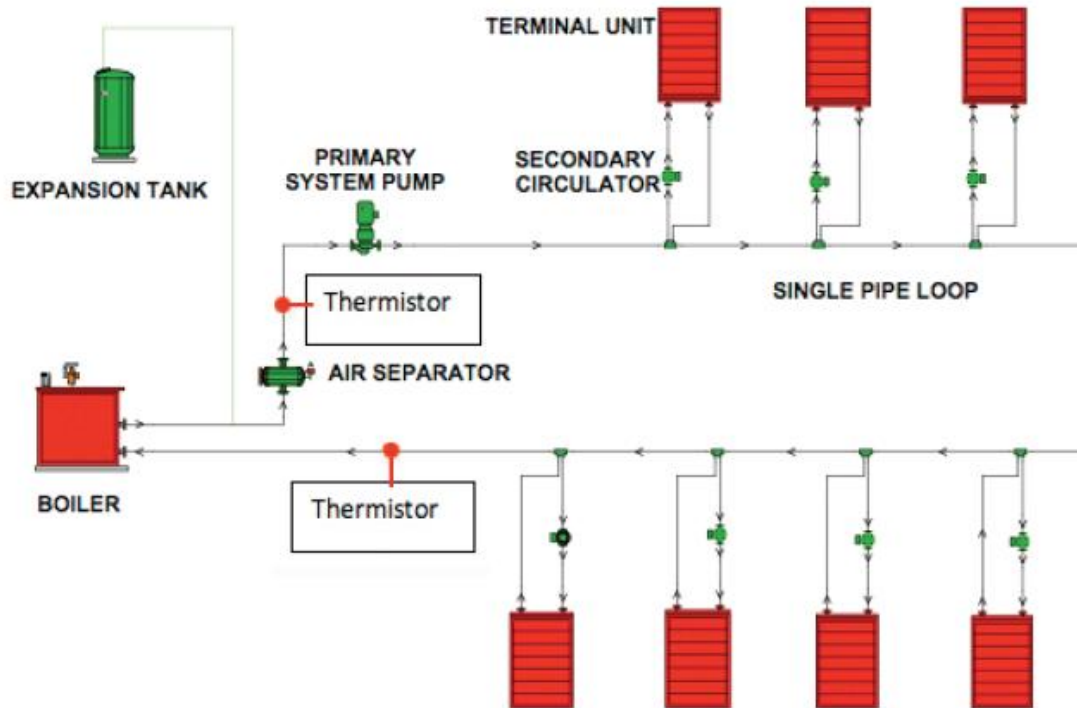 TERMINAL UNIT
EXPANSION TANK
PRIMARY
SYSTEM PUMP
SECONDARY
CIRCULATOR
SINGLE PIPE LOOP
Thermistor
AIR SEPARATOR
BOILER
Thermistor